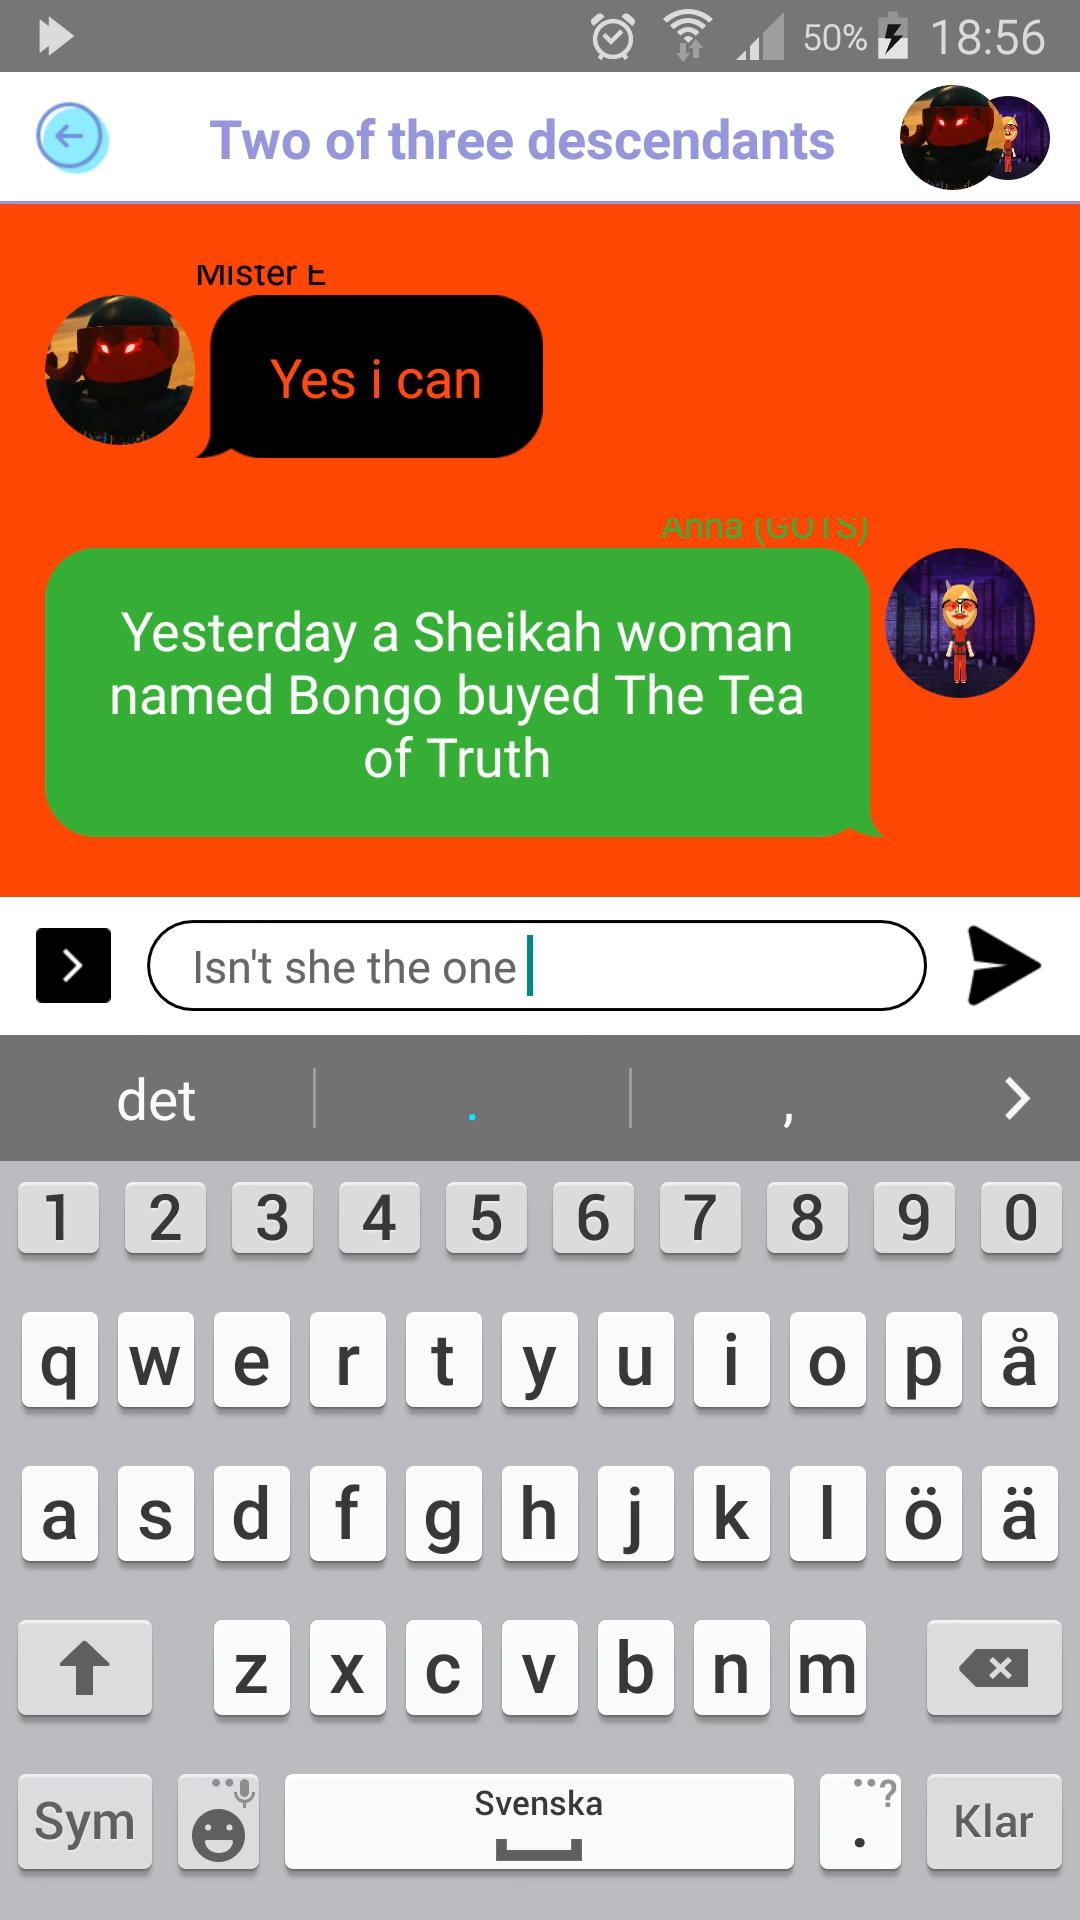 50% 18:56
Two of three descendants
Mister E
Yes i can
Anna (GOTS)
Yesterday a Sheikah woman
named Bongo buyed The Tea
of Truth
Isn't she the one
det . ,
1 2 3 4 5 6 7 8 9 0
q w e r t y u i o p å
a s d f g h j k l ö ä
z x c v b n m
Sym Svenska . ? Klar